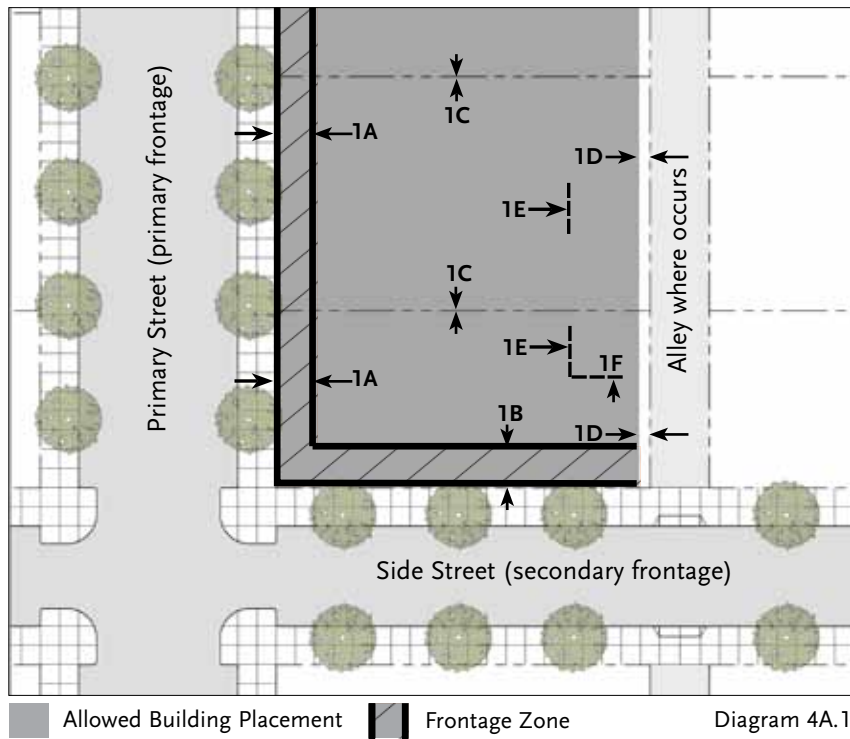 1C
1A
1D
1E
Primary Street (primary frontage)
Alley where occurs
1C
1E
1F
1A
1B
1D
Side Street (secondary frontage)
Allowed Building Placement
Frontage Zone
Diagram 4A.1